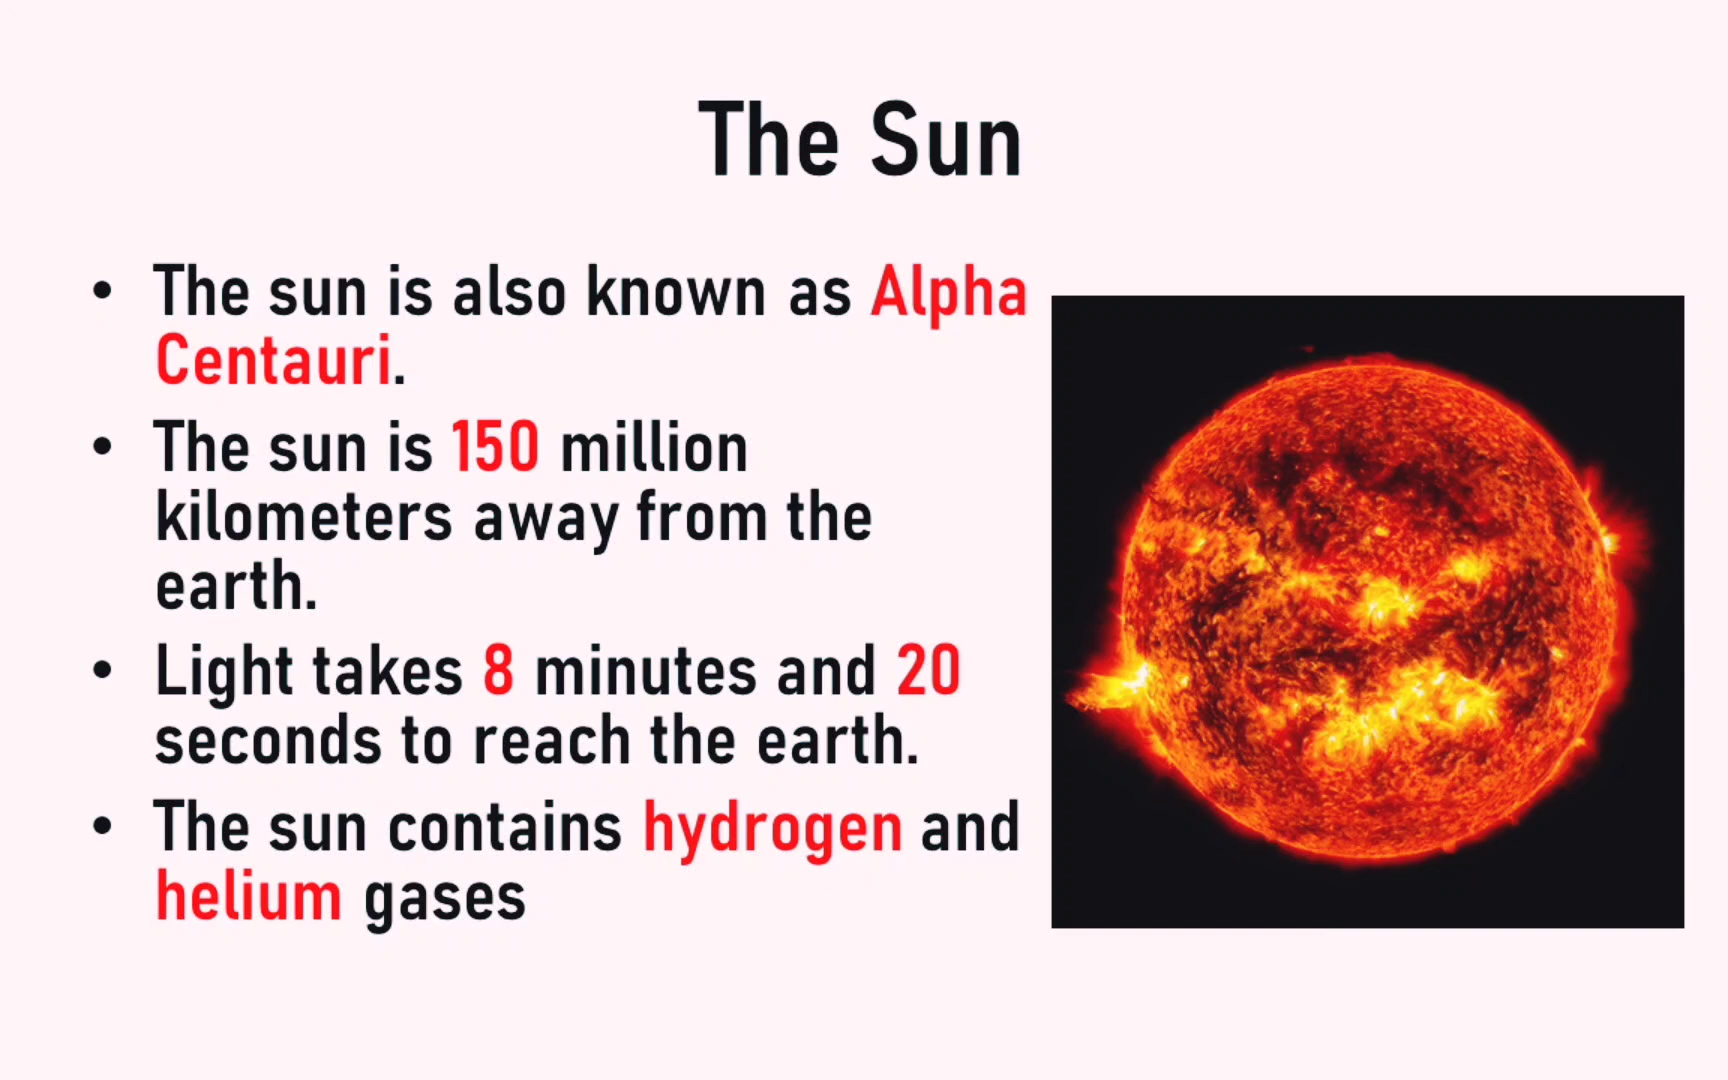 The Sun
• The sun is also known as Alpha
Centauri.
• The sun is 150 million
kilometers away from the
earth.
• Light takes 8 minutes and 20
seconds to reach the earth.
• The sun contains hydrogen and
helium gases